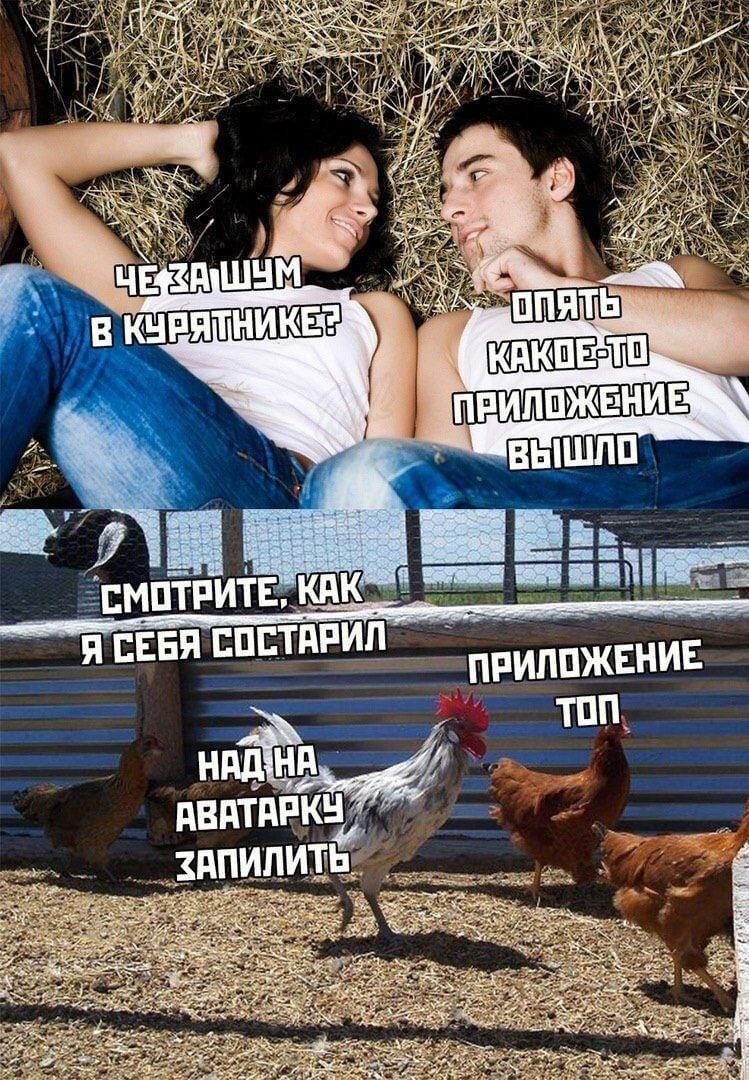 ЧЕ ЗА ШУМ
В КУРЯТНИКЕ?
ОПЯТЬ
КАКОЕ-ТО
ПРИЛОЖЕНИЕ
ВЫШЛО
СМОТРИТЕ, КАК
Я СЕБЯ СОСТАРИЛ
ПРИЛОЖЕНИЕ
ТОП
НАД НА
АВАТАРКУ
ЗАПИЛИТЬ